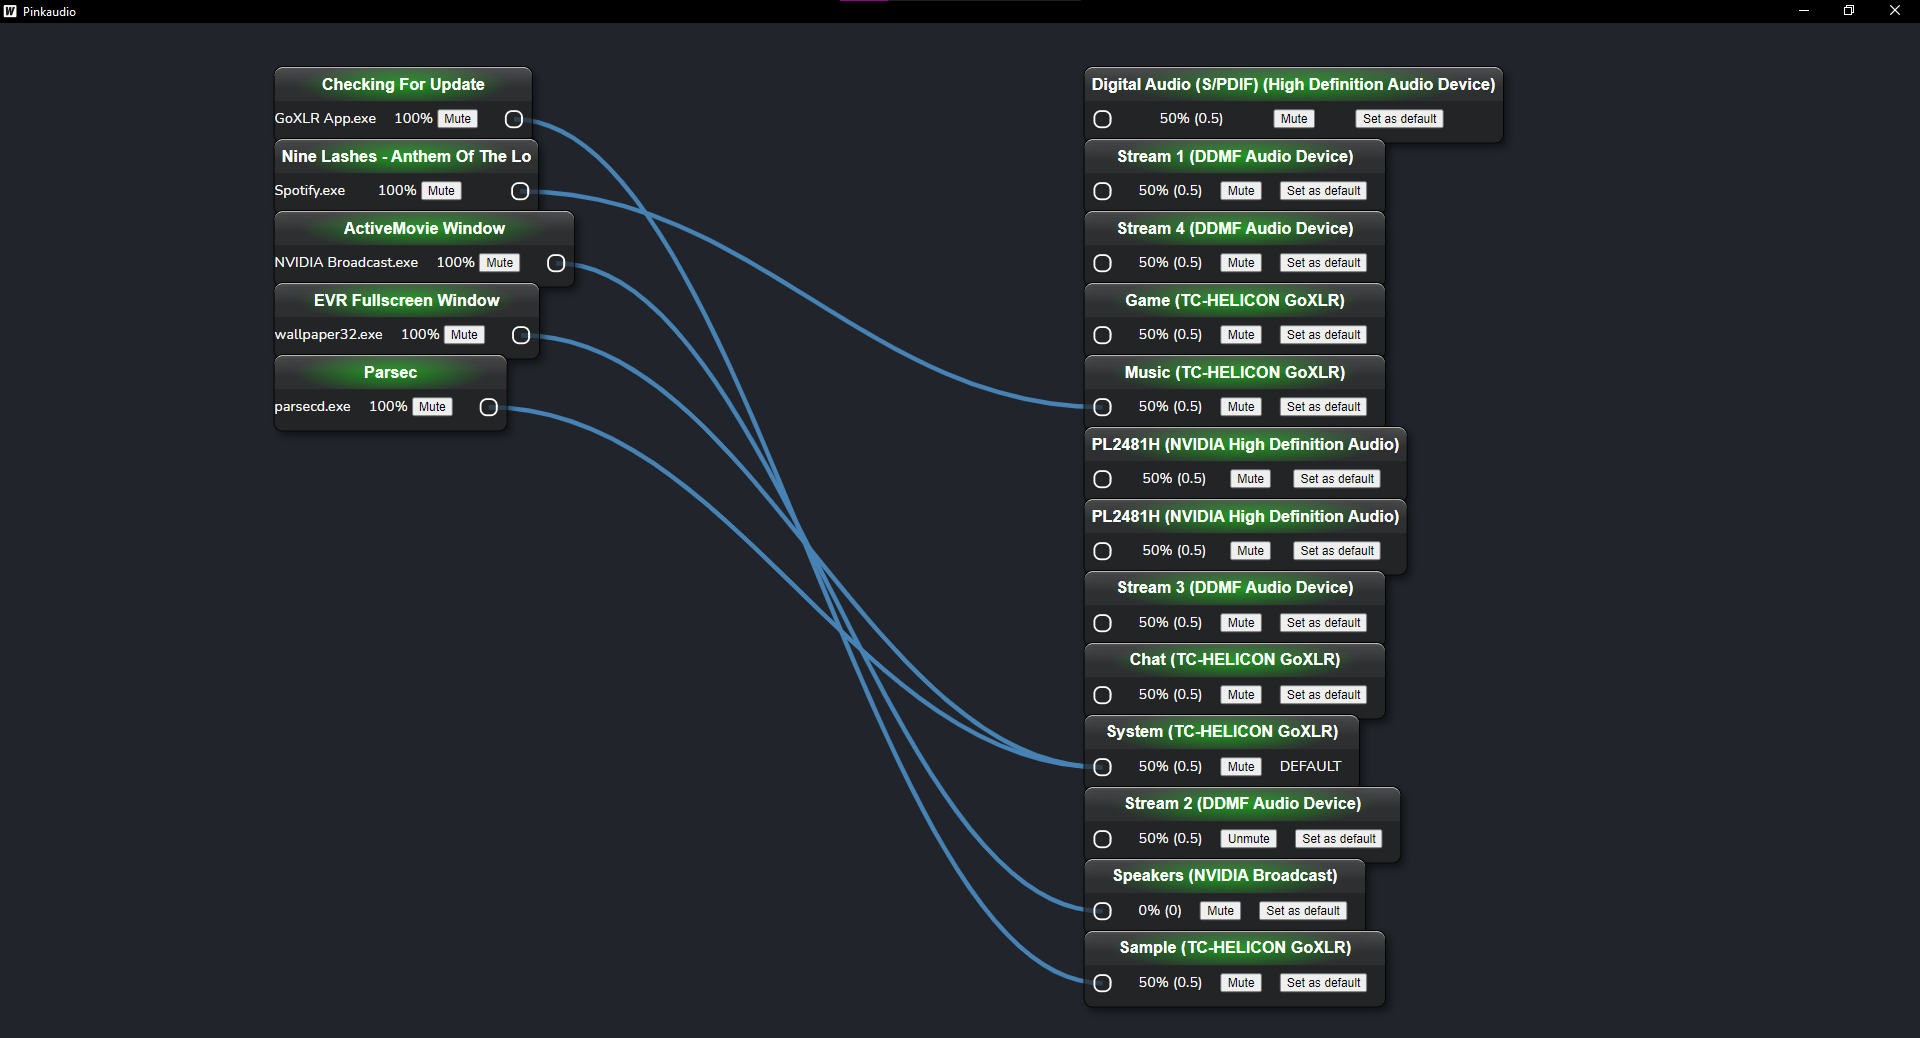 Pinkaudio
Checking For Update
GoXLR App.exe 100% Mute
Nine Lashes - Anthem Of The Lo
Spotify.exe 100% Mute
ActiveMovie Window
NVIDIA Broadcast.exe 100% Mute
EVR Fullscreen Window
wallpaper32.exe 100% Mute
Parsec
parsecd.exe 100% Mute
Digital Audio (S/PDIF) (High Definition Audio Device)
50% (0.5) Mute Set as default
Stream 1 (DDMF Audio Device)
50% (0.5) Mute Set as default
Stream 4 (DDMF Audio Device)
50% (0.5) Mute Set as default
Game (TC-HELICON GoXLR)
50% (0.5) Mute Set as default
Music (TC-HELICON GoXLR)
50% (0.5) Mute Set as default
PL2481H (NVIDIA High Definition Audio)
50% (0.5) Mute Set as default
PL2481H (NVIDIA High Definition Audio)
50% (0.5) Mute Set as default
Stream 3 (DDMF Audio Device)
50% (0.5) Mute Set as default
Chat (TC-HELICON GoXLR)
50% (0.5) Mute Set as default
System (TC-HELICON GoXLR)
50% (0.5) Mute DEFAULT
Stream 2 (DDMF Audio Device)
50% (0.5) Unmute Set as default
Speakers (NVIDIA Broadcast)
0% (0) Mute Set as default
Sample (TC-HELICON GoXLR)
50% (0.5) Mute Set as default